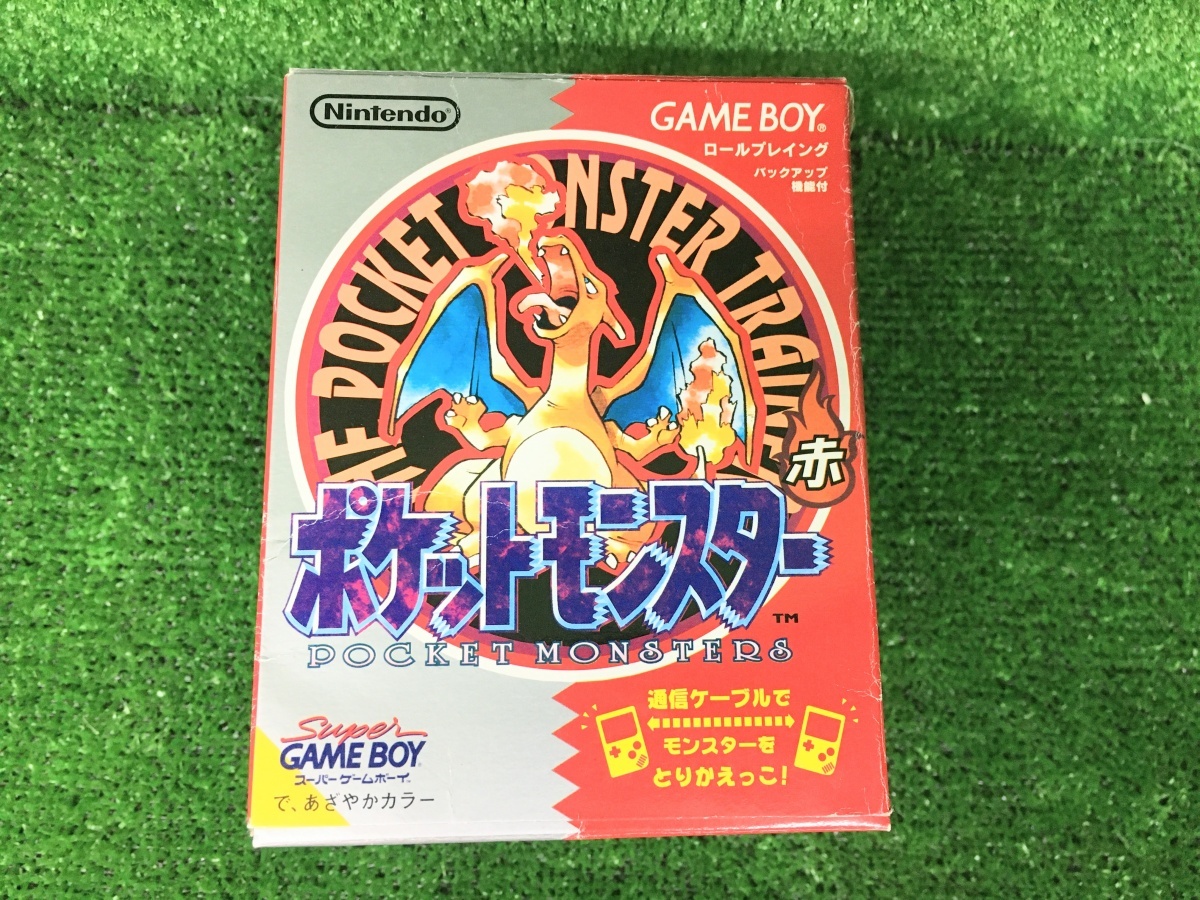 Nintendo®
GAME BOY®
ロールプレイング
バックアップ
機能付
POCKET MONSTER TRAINE
赤
ポケットモンスター
TM
POCKET MONSTERS
通信ケーブルで
モンスターを
とりかえっこ!
Super
GAME BOY
スーパーゲームボーイ
で、あざやかカラー